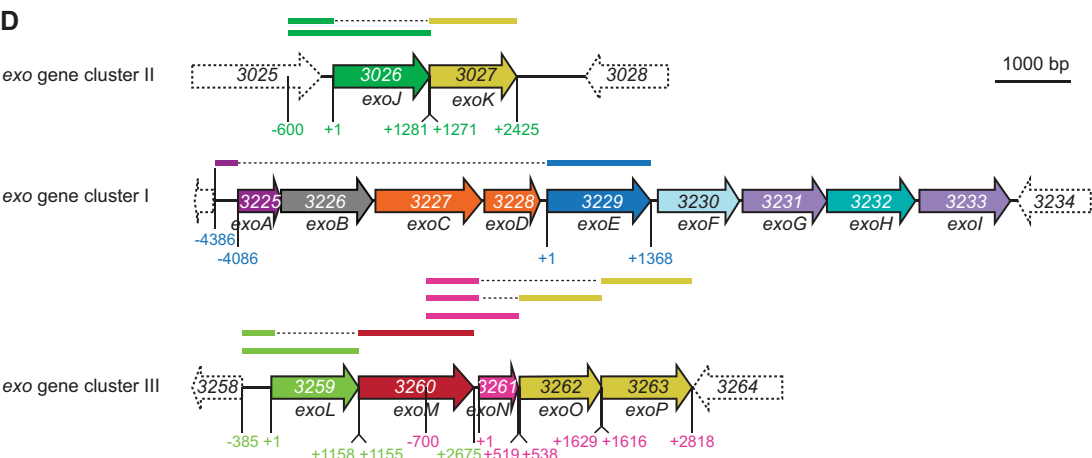 D
3025 3026 3027 3028 1000 bp
exo gene cluster II
exoJ exoK
-600 +1 +1281 +1271 +2425
exo gene cluster I
3225 3226 3227 3228 3229 3230 3231 3232 3233 3234
exoA exoB exoC exoD exoE exoF exoG exoH exoI
-4386
-4086 +1 +1368
exo gene cluster III
3258 3259 3260 3261 3262 3263 3264
exoL exoM exoN exoO exoP
-385 +1 -700 +1 +1629 +1616 +2818
+1158 +1155 +2675 +519 +538